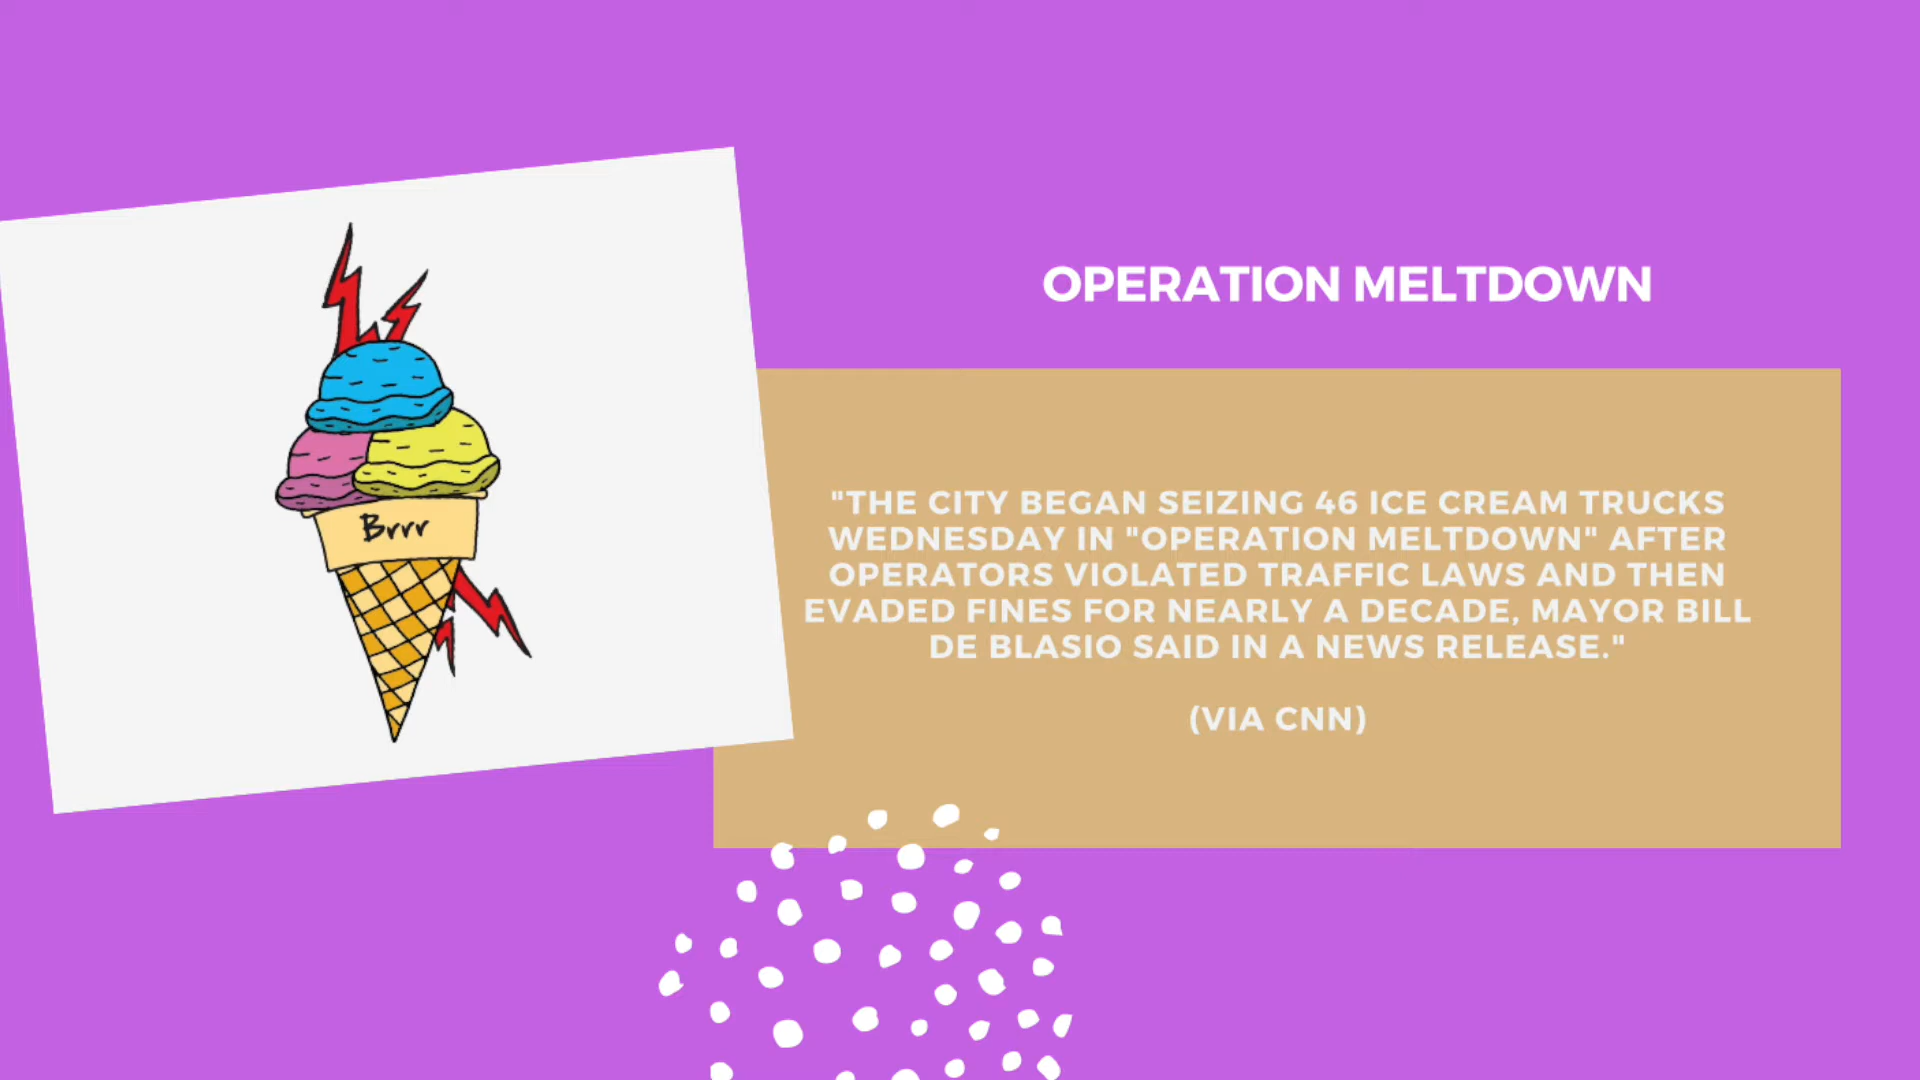 Brrr
OPERATION MELTDOWN
"THE CITY BEGAN SEIZING 46 ICE CREAM TRUCKS
WEDNESDAY IN "OPERATION MELTDOWN" AFTER
OPERATORS VIOLATED TRAFFIC LAWS AND THEN
EVADED FINES FOR NEARLY A DECADE, MAYOR BILL
DE BLASIO SAID IN A NEWS RELEASE."
(VIA CNN)